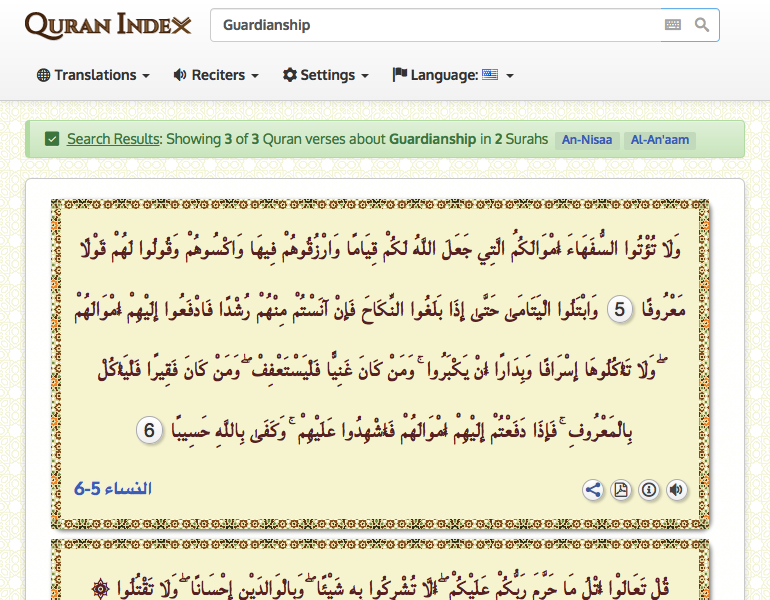 QURAN INDEX
Guardianship
Translations Reciters Settings Language:
Search Results: Showing 3 of 3 Quran verses about Guardianship in 2 Surahs An-Nisaa Al-An'aam
وَلَا تُؤْتُوا السُّفَهَاءَ أَمْوَالَكُمُ الَّتِي جَعَلَ اللَّهُ لَكُمْ قِيَامًا وَارْزُقُوهُمْ فِيهَا وَاكْسُوهُمْ وَقُولُوا لَهُمْ قَوْلًا
مَعْرُوفًا 5 وَابْتَلُوا الْيَتَامَى حَتَّى إِذَا بَلَغُوا النِّكَاحَ فَإِنْ آنَسْتُمْ مِنْهُمْ رُشْدًا فَادْفَعُوا إِلَيْهِمْ أَمْوَالَهُمْ
ۖ وَلَا تَأْكُلُوهَا إِسْرَافًا وَبِدَارًا أَنْ يَكْبَرُوا ۚ وَمَنْ كَانَ غَنِيًّا فَلْيَسْتَعْفِفْ ۖ وَمَنْ كَانَ فَقِيرًا فَلْيَأْكُلْ
بِالْمَعْرُوفِ ۚ فَإِذَا دَفَعْتُمْ إِلَيْهِمْ أَمْوَالَهُمْ فَأَشْهِدُوا عَلَيْهِمْ ۚ وَكَفَى بِاللَّهِ حَسِيبًا 6
النساء 5-6
قُلْ تَعَالَوْا أَتْلُ مَا حَرَّمَ رَبُّكُمْ عَلَيْكُمْ ۖ أَلَّا تُشْرِكُوا بِهِ شَيْئًا ۖ وَبِالْوَالِدَيْنِ إِحْسَانًا ۖ وَلَا تَقْتُلُوا ۞